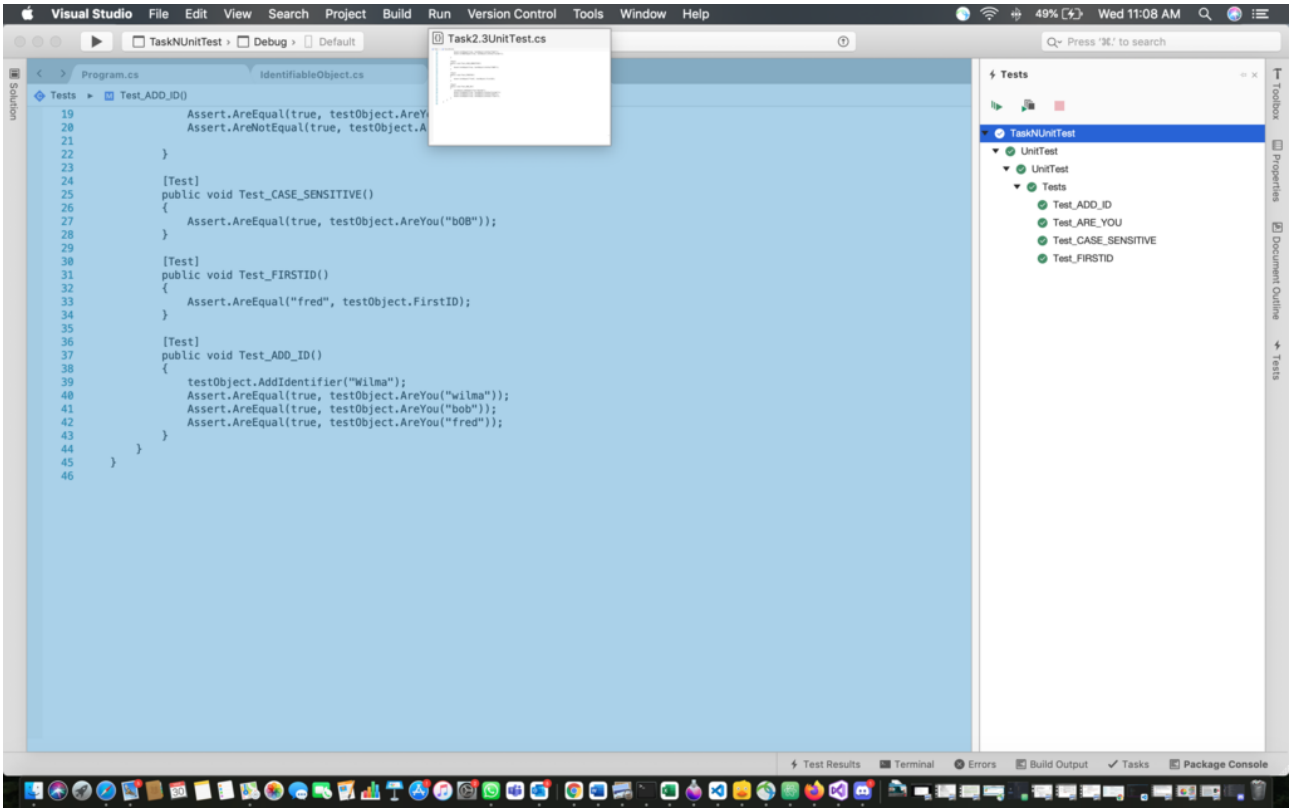 Visual Studio File Edit View Search Project Build Run Version Control Tools Window Help 49% Wed 11:08 AM
TaskNUnitTest › Debug › Default
Task2.3UnitTest.cs
Press '⌘.' to search
Program.cs IdentifiableObject.cs
Tests ▸ Test_ADD_ID()
Solution
19 Assert.AreEqual(true, testObject.AreYo
20 Assert.AreNotEqual(true, testObject.A
21
22 }
23
24 [Test]
25 public void Test_CASE_SENSITIVE()
26 {
27 Assert.AreEqual(true, testObject.AreYou("bOB"));
28 }
29
30 [Test]
31 public void Test_FIRSTID()
32 {
33 Assert.AreEqual("fred", testObject.FirstID);
34 }
35
36 [Test]
37 public void Test_ADD_ID()
38 {
39 testObject.AddIdentifier("Wilma");
40 Assert.AreEqual(true, testObject.AreYou("wilma"));
41 Assert.AreEqual(true, testObject.AreYou("bob"));
42 Assert.AreEqual(true, testObject.AreYou("fred"));
43 }
44 }
45 }
46
Tests
TaskNUnitTest
UnitTest
UnitTest
Tests
Test_ADD_ID
Test_ARE_YOU
Test_CASE_SENSITIVE
Test_FIRSTID
Toolbox
Properties
Document Outline
Tests
Test Results Terminal Errors Build Output Tasks Package Console
30